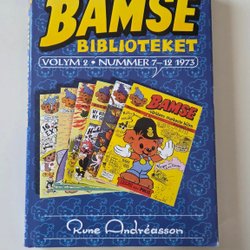 BAMSE
BIBLIOTEKET
VOLYM 2 • NUMMER 7–12 1973
BAMSE
Rune Andréasson